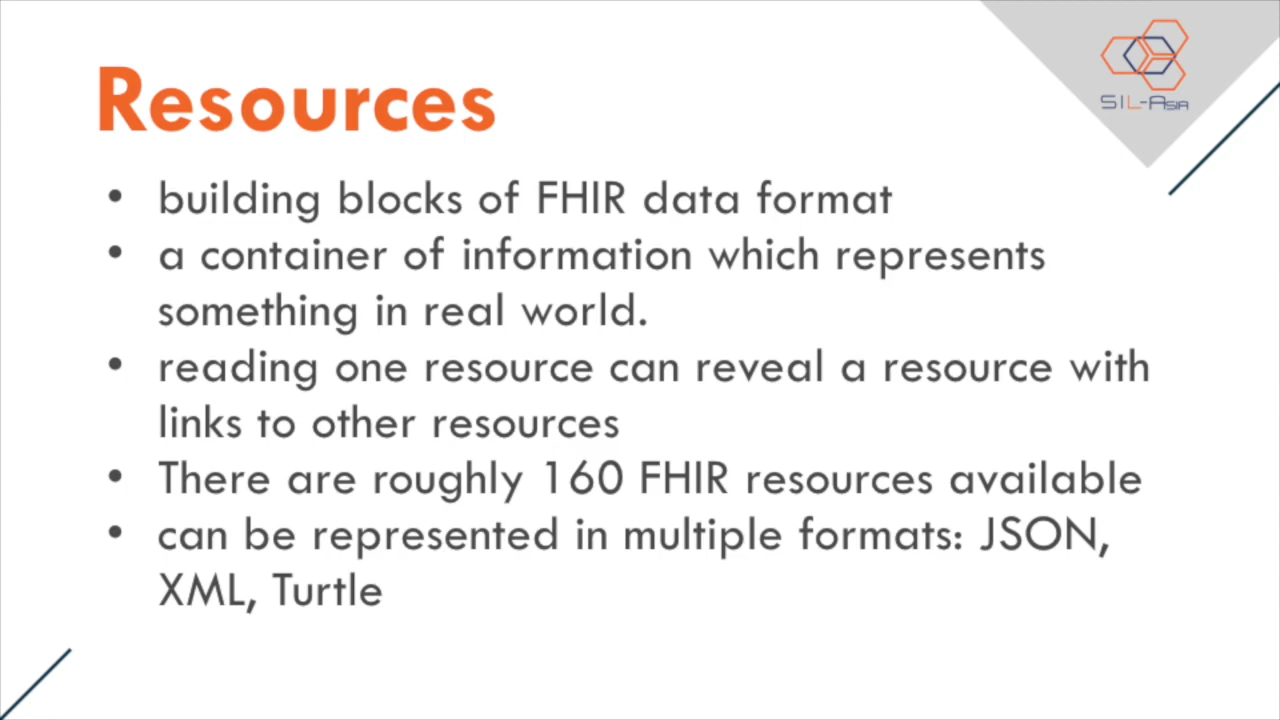 Resources
SIL-Asia
• building blocks of FHIR data format
• a container of information which represents
something in real world.
• reading one resource can reveal a resource with
links to other resources
• There are roughly 160 FHIR resources available
• can be represented in multiple formats: JSON,
XML, Turtle